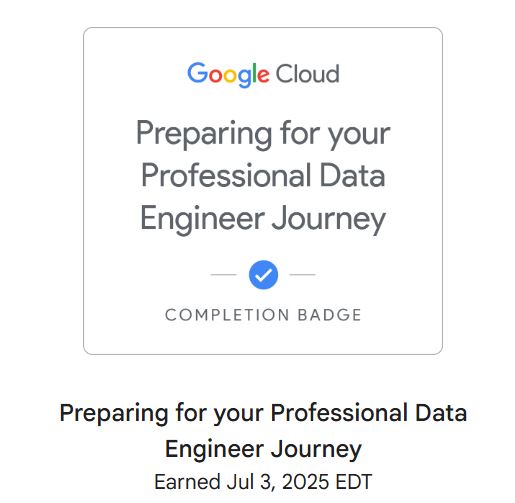 Google Cloud
Preparing for your
Professional Data
Engineer Journey
COMPLETION BADGE
Preparing for your Professional Data
Engineer Journey
Earned Jul 3, 2025 EDT